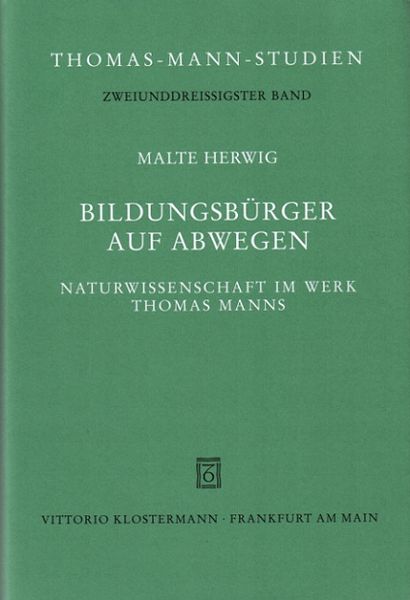 THOMAS-MANN-STUDIEN
ZWEIUNDDREISSIGSTER BAND
MALTE HERWIG
BILDUNGSBÜRGER
AUF ABWEGEN
NATURWISSENSCHAFT IM WERK
THOMAS MANNS
VITTORIO KLOSTERMANN · FRANKFURT AM MAIN